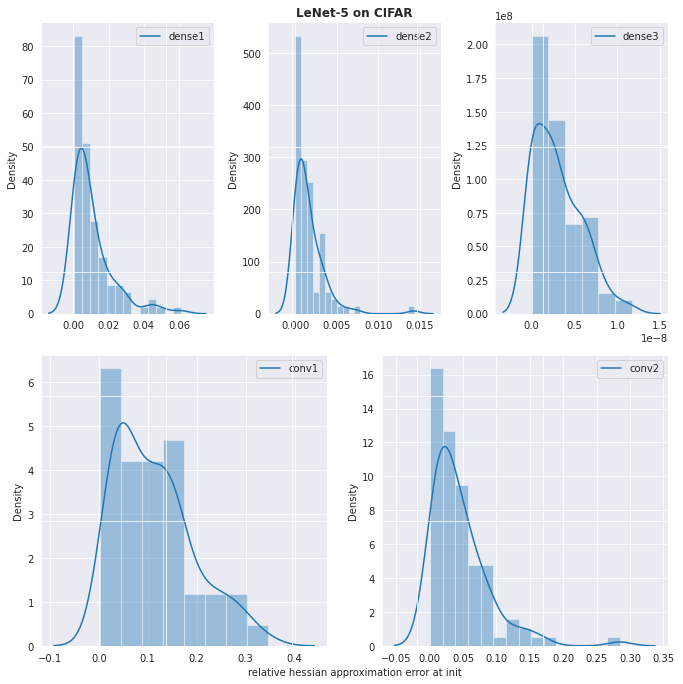 LeNet-5 on CIFAR
dense1
Density
80
70
60
50
40
30
20
10
0
0.00 0.02 0.04 0.06
dense2
Density
500
400
300
200
100
0
0.000 0.005 0.010 0.015
1e8
dense3
Density
2.00
1.75
1.50
1.25
1.00
0.75
0.50
0.25
0.00
0.0 0.5 1.0 1.5
1e−8
conv1
Density
6
5
4
3
2
1
0
−0.1 0.0 0.1 0.2 0.3 0.4
conv2
Density
16
14
12
10
8
6
4
2
0
−0.05 0.00 0.05 0.10 0.15 0.20 0.25 0.30 0.35
relative hessian approximation error at init